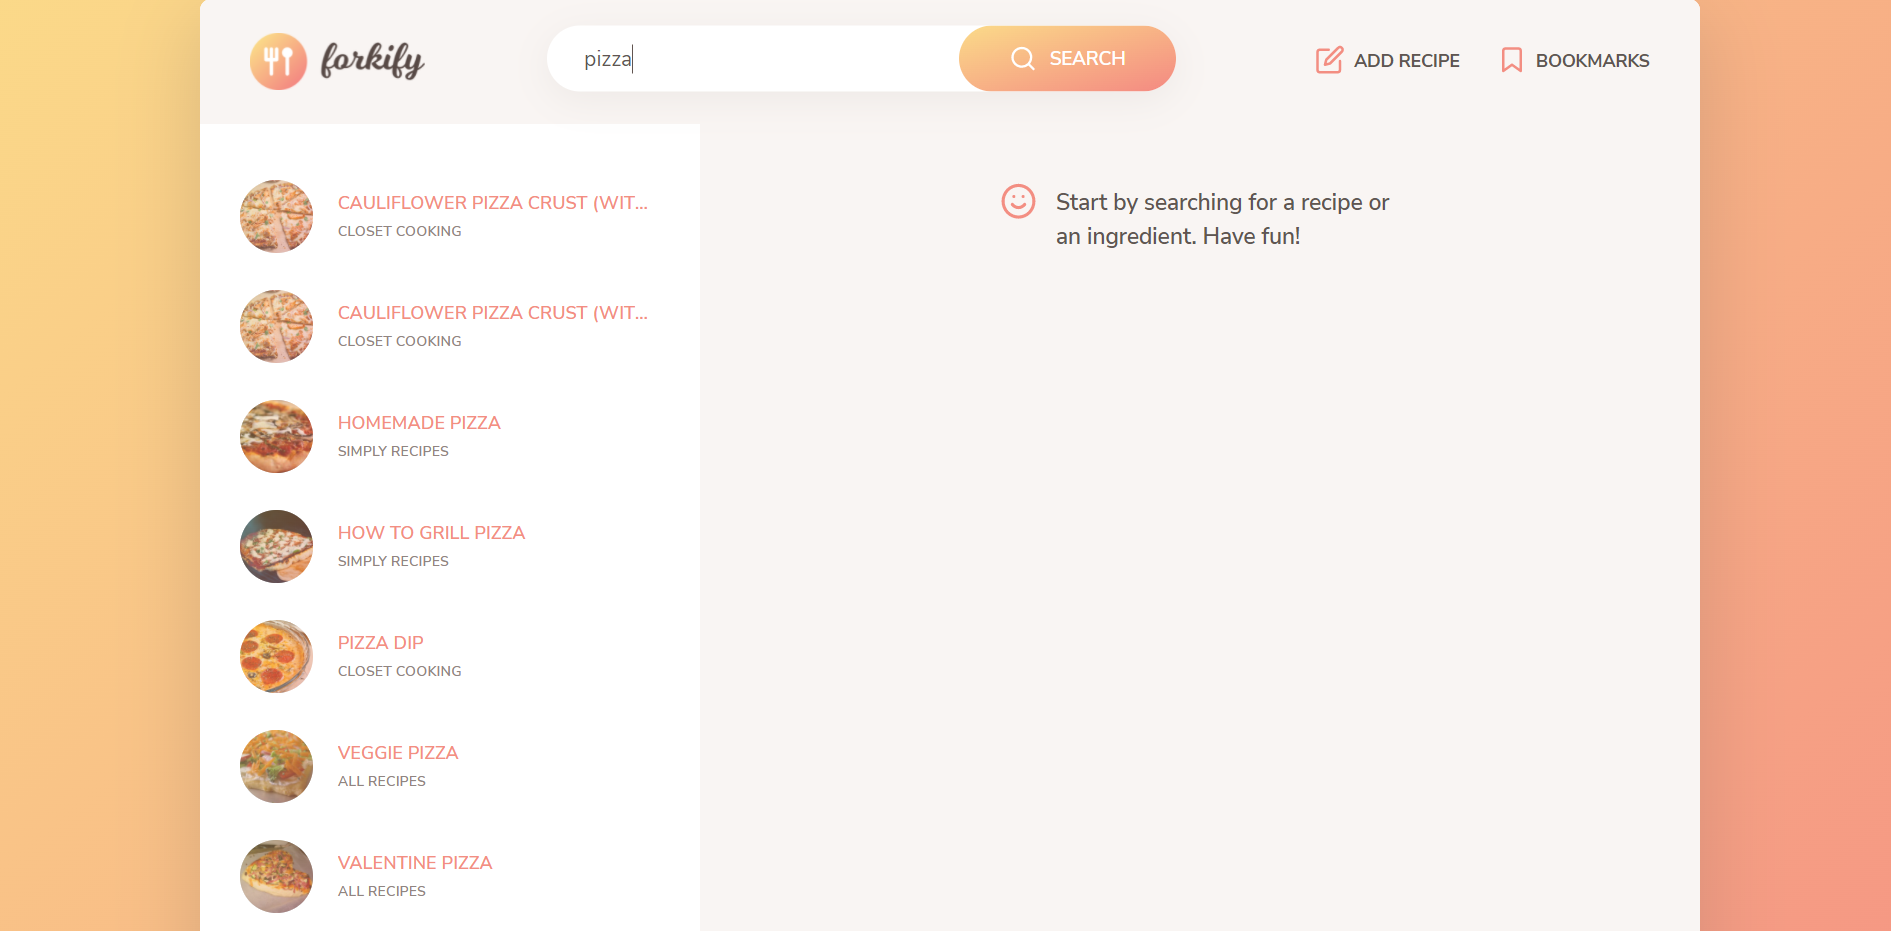 forkify
pizza
SEARCH
ADD RECIPE
BOOKMARKS
CAULIFLOWER PIZZA CRUST (WIT...
CLOSET COOKING
CAULIFLOWER PIZZA CRUST (WIT...
CLOSET COOKING
HOMEMADE PIZZA
SIMPLY RECIPES
HOW TO GRILL PIZZA
SIMPLY RECIPES
PIZZA DIP
CLOSET COOKING
VEGGIE PIZZA
ALL RECIPES
VALENTINE PIZZA
ALL RECIPES
Start by searching for a recipe or
an ingredient. Have fun!